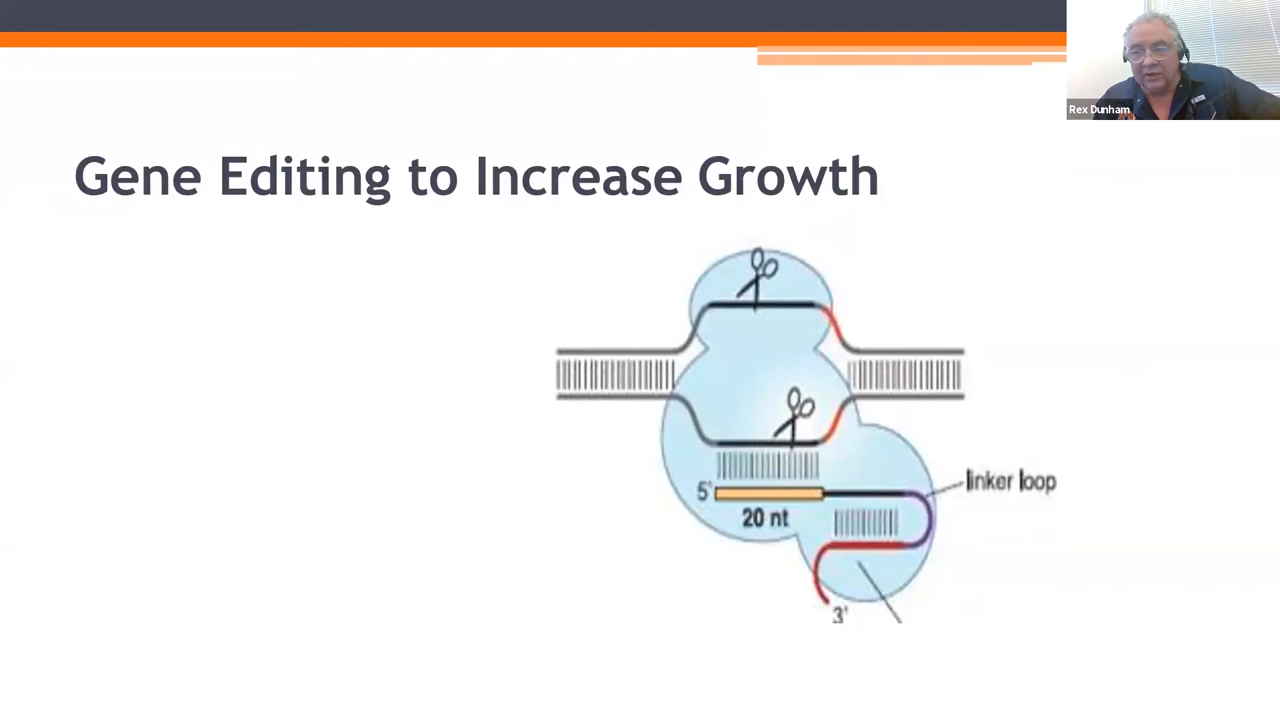 Rex Dunham
Gene Editing to Increase Growth
linker loop
5'
20 nt
3'